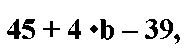 45 + 4 •b – 39,